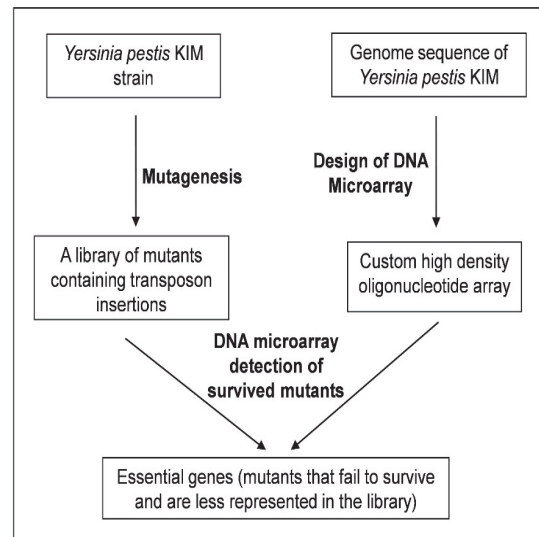 Yersinia pestis KIM
strain
Genome sequence of
Yersinia pestis KIM
Mutagenesis
Design of DNA
Microarray
A library of mutants
containing transposon
insertions
Custom high density
oligonucleotide array
DNA microarray
detection of
survived mutants
Essential genes (mutants that fail to survive
and are less represented in the library)